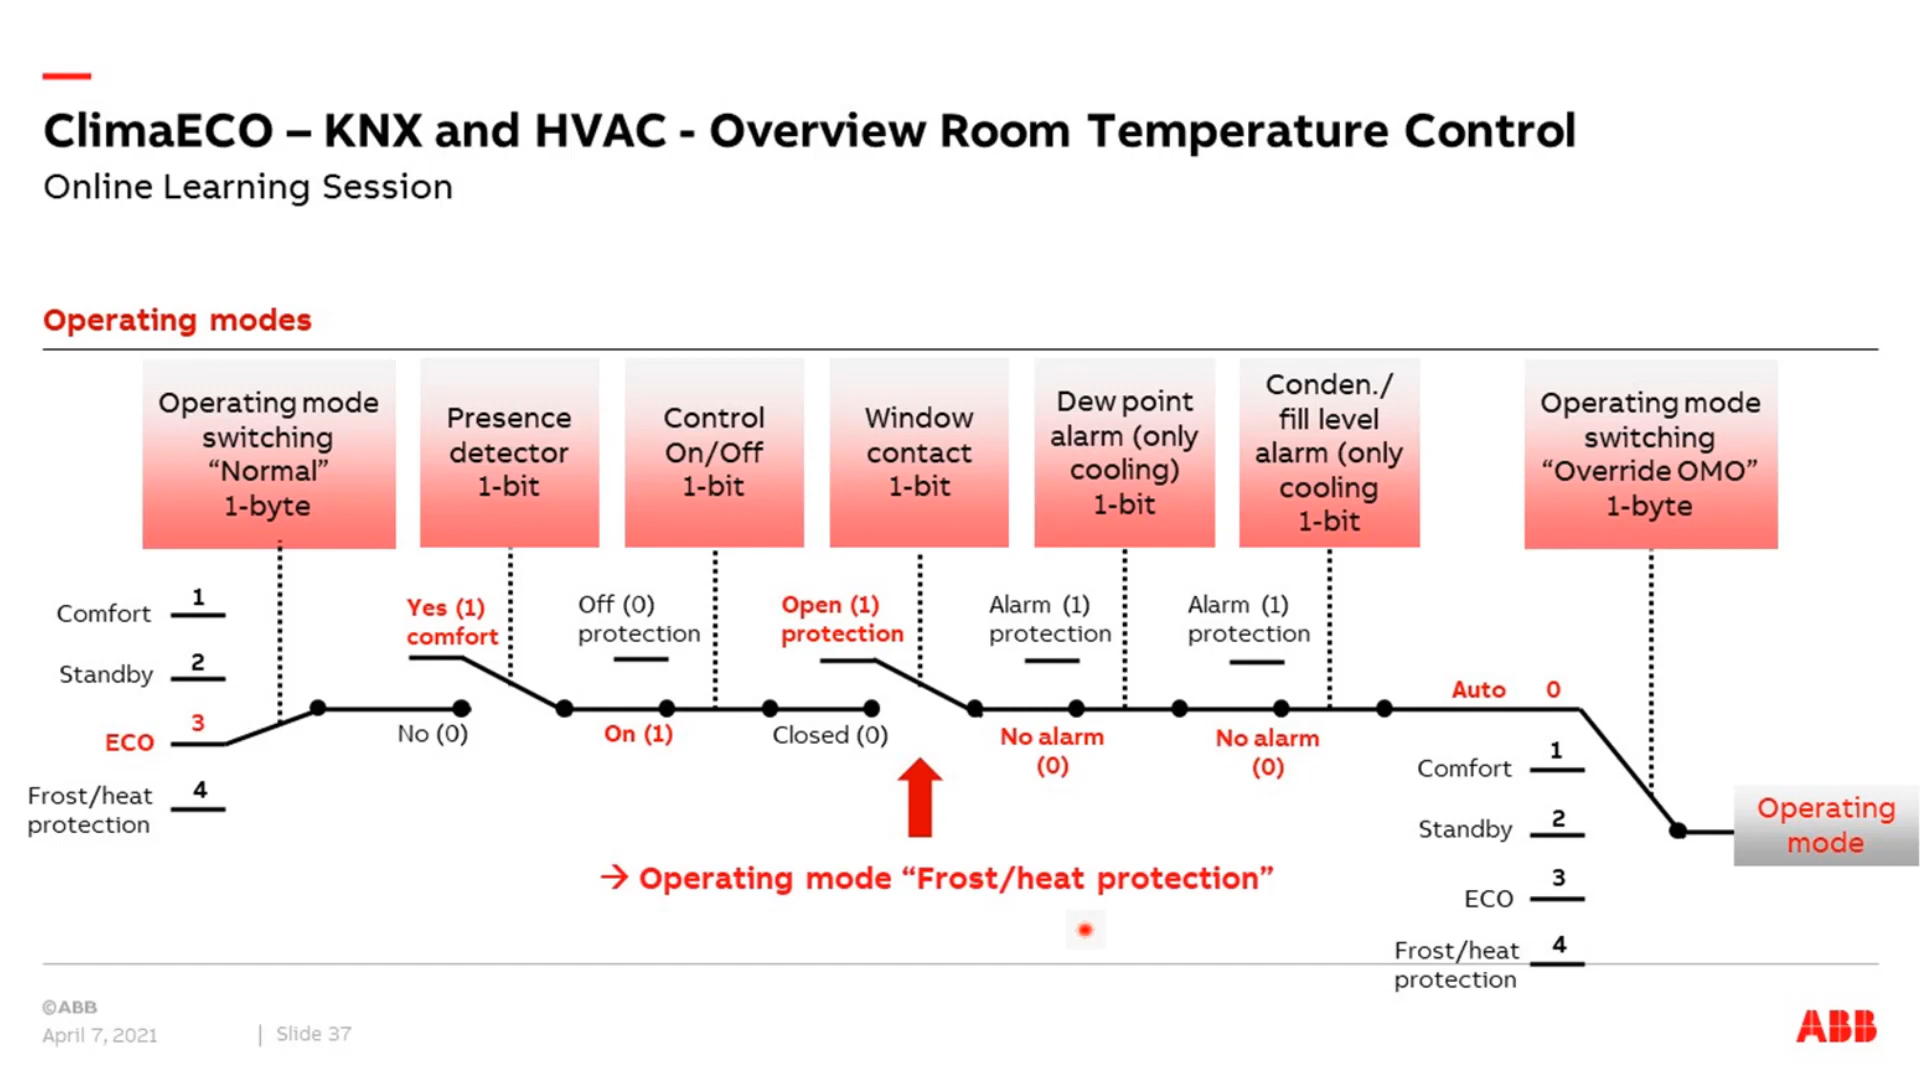 ClimaECO – KNX and HVAC - Overview Room Temperature Control
Online Learning Session
Operating modes
Operating mode
switching
“Normal”
1-byte
Presence
detector
1-bit
Control
On/Off
1-bit
Window
contact
1-bit
Dew point
alarm (only
cooling)
1-bit
Conden./
fill level
alarm (only
cooling
1-bit
Operating mode
switching
“Override OMO”
1-byte
Comfort 1
Standby 2
ECO 3
Frost/heat 4
protection
Yes (1)
comfort
No (0)
Off (0)
protection
On (1)
Open (1)
protection
Closed (0)
Alarm (1)
protection
No alarm
(0)
Alarm (1)
protection
No alarm
(0)
Auto 0
Comfort 1
Standby 2
ECO 3
Frost/heat 4
protection
Operating
mode
→ Operating mode “Frost/heat protection”
©ABB
April 7, 2021 | Slide 37
ABB